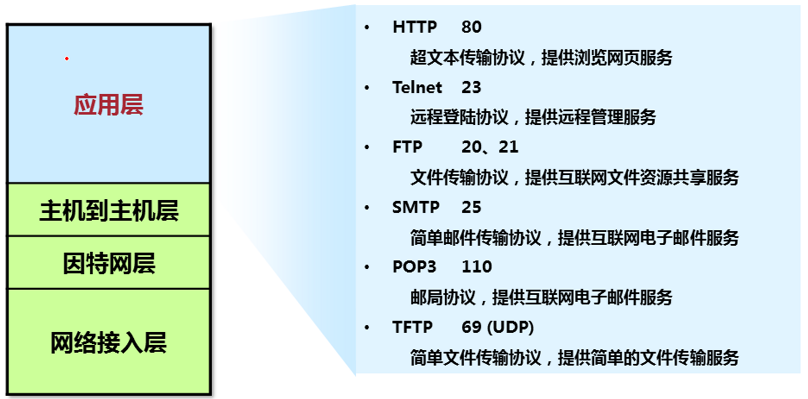 应用层
主机到主机层
因特网层
网络接入层
• HTTP 80
超文本传输协议，提供浏览网页服务
• Telnet 23
远程登陆协议，提供远程管理服务
• FTP 20、21
文件传输协议，提供互联网文件资源共享服务
• SMTP 25
简单邮件传输协议，提供互联网电子邮件服务
• POP3 110
邮局协议，提供互联网电子邮件服务
• TFTP 69 (UDP)
简单文件传输协议，提供简单的文件传输服务